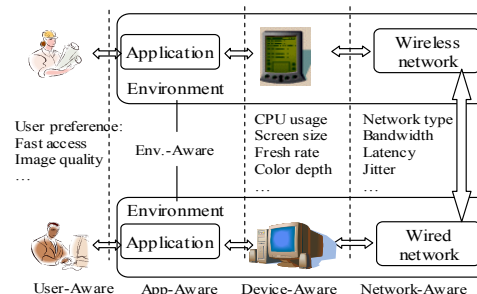 Application
Wireless
network
Environment
User preference:
Fast access
Image quality
...
Env.-Aware
CPU usage
Screen size
Fresh rate
Color depth
...
Network type
Bandwidth
Latency
Jitter
...
Environment
Application
Wired
network
User-Aware
App-Aware
Device-Aware
Network-Aware